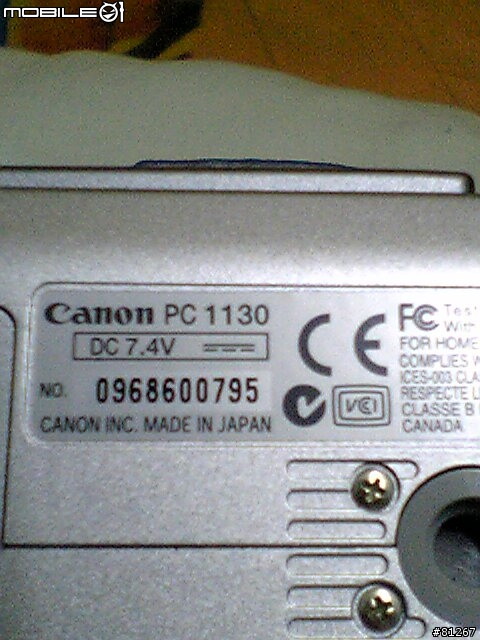 MOBILE01
Canon PC 1130
DC 7.4V
NO. 0968600795
CANON INC. MADE IN JAPAN
CE
FC
With
FOR HOME
COMPLIES
ICES-003
RESPECTE
CLASSE B
CANADA
VCI
#81267